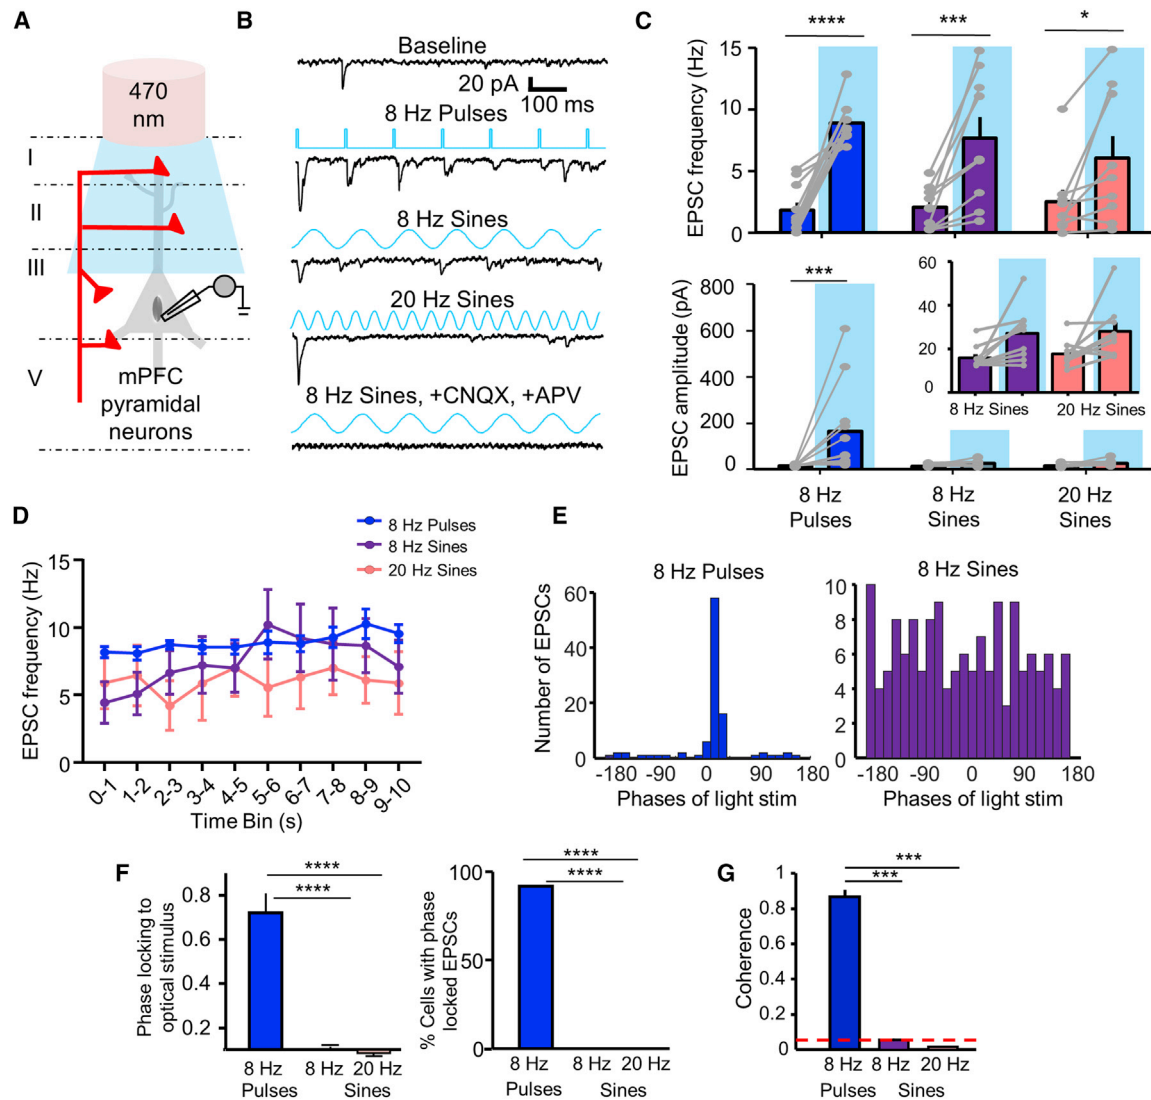 A
470
nm
I
II
III
V
mPFC
pyramidal
neurons
B
Baseline
20 pA
100 ms
8 Hz Pulses
8 Hz Sines
20 Hz Sines
8 Hz Sines, +CNQX, +APV
C
**** *** *
EPSC frequency (Hz)
15
10
5
0
***
EPSC amplitude (pA)
800
600
400
200
0
60
40
20
0
8 Hz Sines 20 Hz Sines
8 Hz 8 Hz 20 Hz
Pulses Sines Sines
D
8 Hz Pulses
8 Hz Sines
20 Hz Sines
EPSC frequency (Hz)
15
10
5
0
0-1 1-2 2-3 3-4 4-5 5-6 6-7 7-8 8-9 9-10
Time Bin (s)
E
8 Hz Pulses
Number of EPSCs
60
40
20
0
-180 -90 0 90 180
Phases of light stim
8 Hz Sines
10
8
6
4
2
0
-180 -90 0 90 180
Phases of light stim
F
****
****
Phase locking to
optical stimulus
0.8
0.6
0.4
0.2
8 Hz 8 Hz 20 Hz
Pulses Sines
****
****
% Cells with phase
locked EPSCs
100
50
0
8 Hz 8 Hz 20 Hz
Pulses Sines
G
***
***
Coherence
1
0.8
0.6
0.4
0.2
0
8 Hz 8 Hz 20 Hz
Pulses Sines